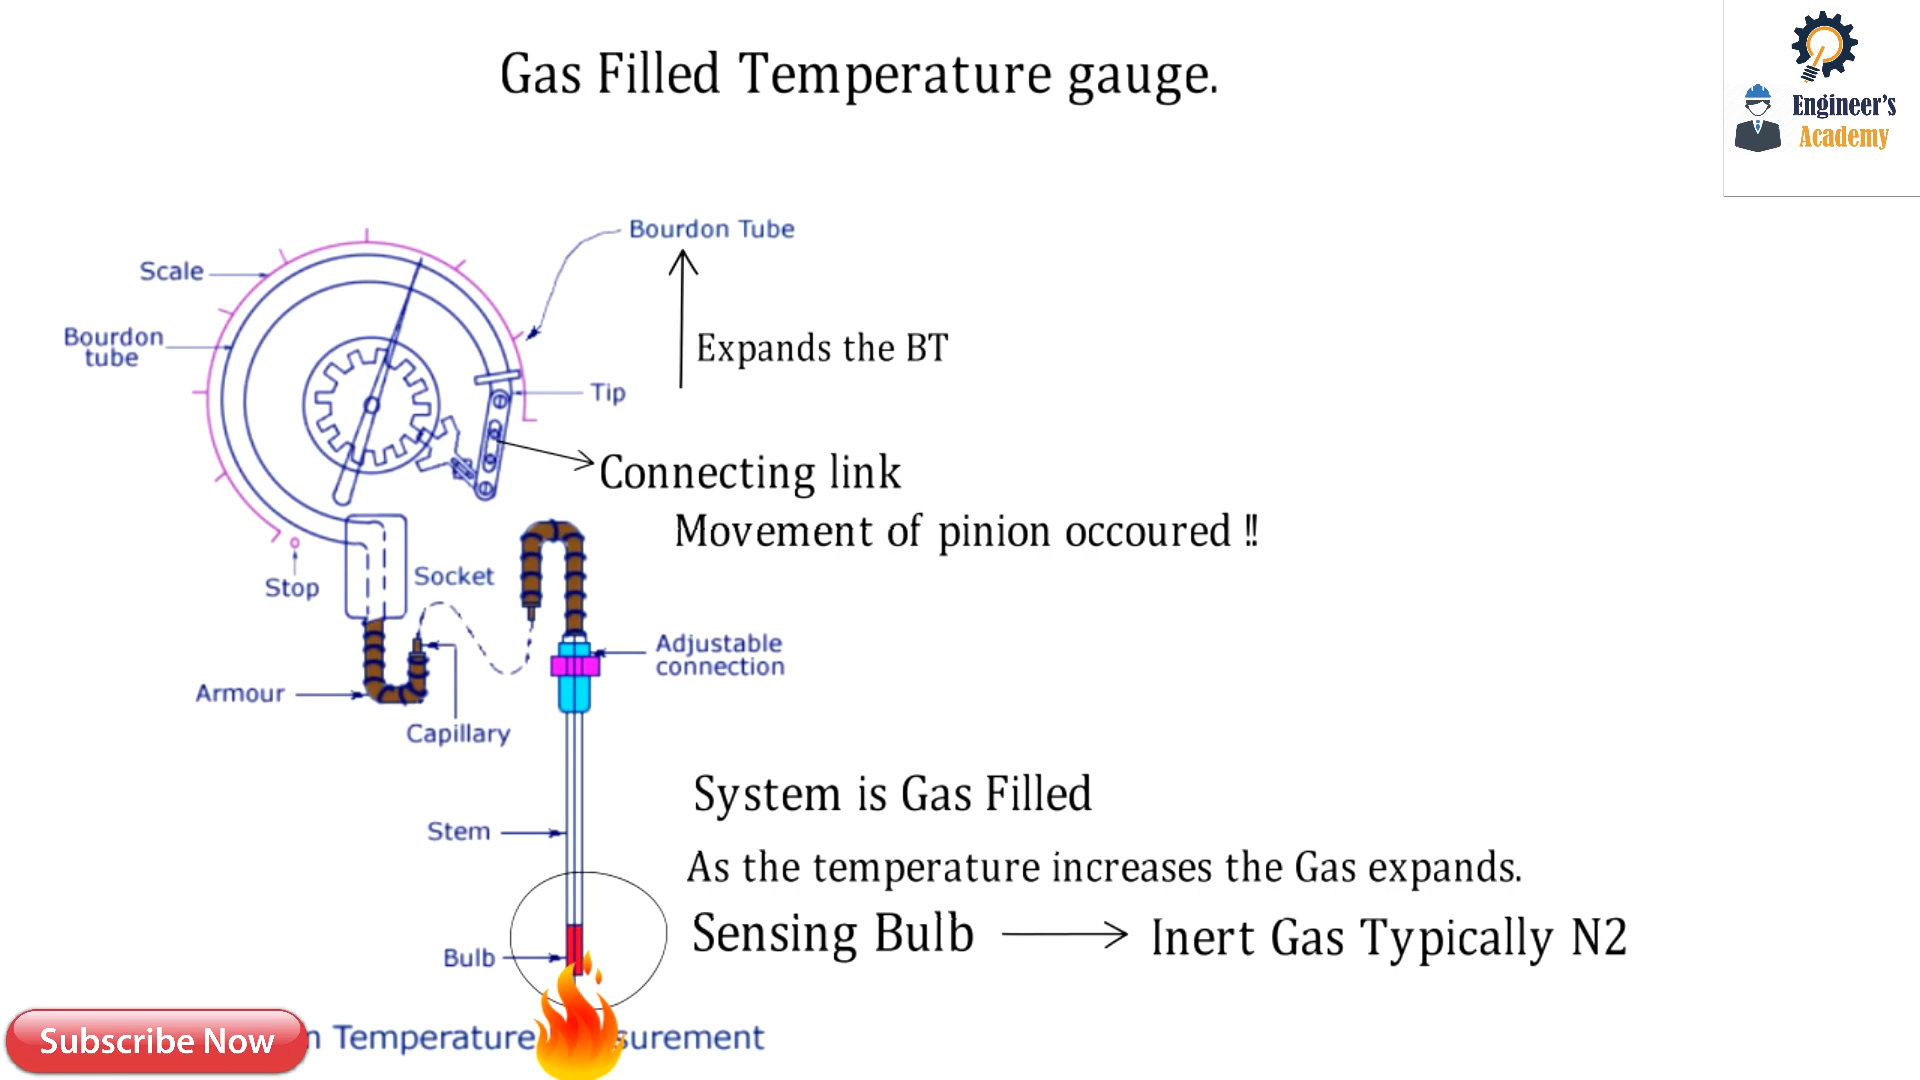 Gas Filled Temperature gauge.
Engineer's
Academy
Bourdon Tube
Scale
Bourdon
tube
Expands the BT
Tip
Connecting link
Movement of pinion occoured !!
Socket
Stop
Adjustable
connection
Armour
Capillary
System is Gas Filled
Stem
As the temperature increases the Gas expands.
Sensing Bulb
Inert Gas Typically N2
Bulb
Subscribe Now
Temperature